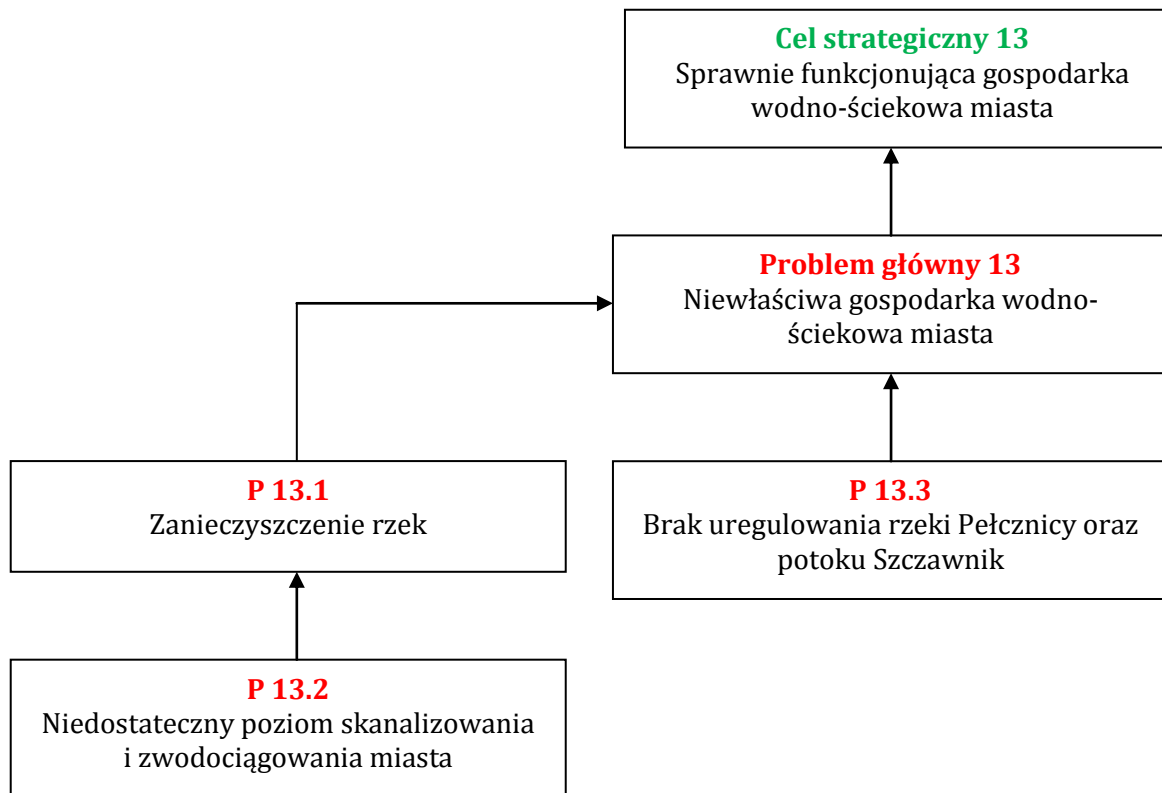 Cel strategiczny 13
Sprawnie funkcjonująca gospodarka
wodno-ściekowa miasta
Problem główny 13
Niewłaściwa gospodarka wodno-
ściekowa miasta
P 13.1
Zanieczyszczenie rzek
P 13.3
Brak uregulowania rzeki Pełcznicy oraz
potoku Szczawnik
P 13.2
Niedostateczny poziom skanalizowania
i zwodociągowania miasta